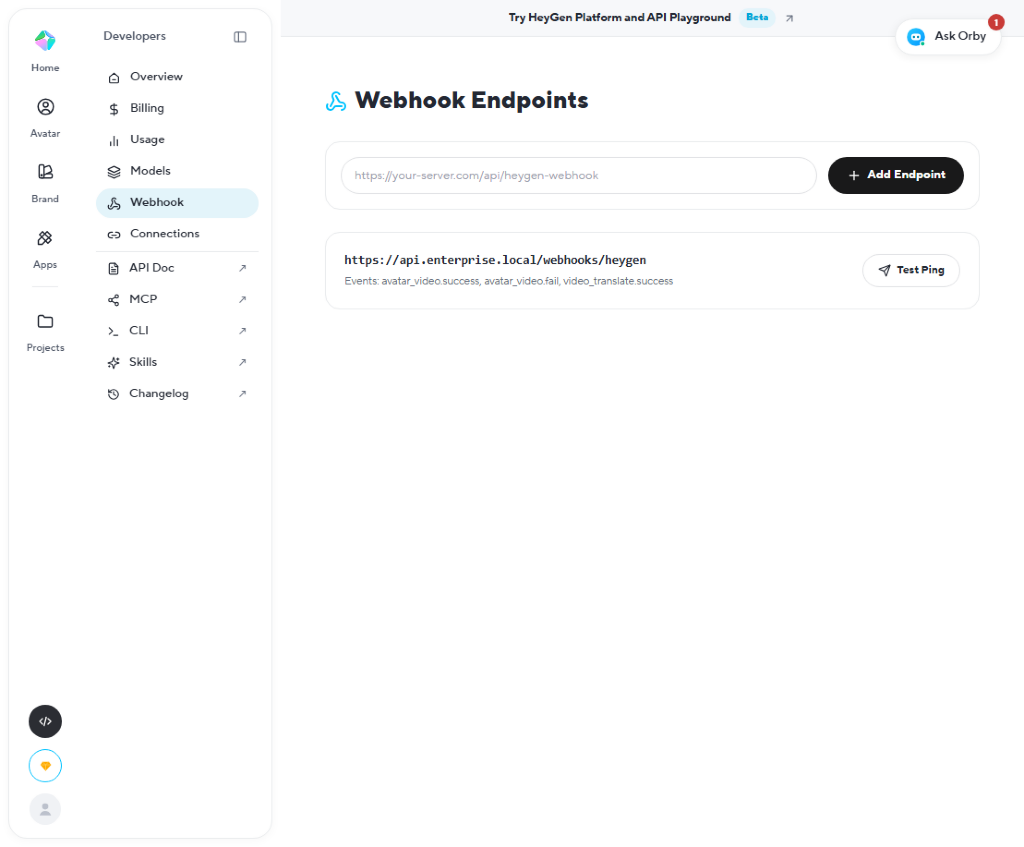 Try HeyGen Platform and API Playground Beta
Ask Orby
1
Home
Avatar
Brand
Apps
Projects
Developers
Overview
Billing
Usage
Models
Webhook
Connections
API Doc
MCP
CLI
Skills
Changelog
Webhook Endpoints
https://your-server.com/api/heygen-webhook
+ Add Endpoint
https://api.enterprise.local/webhooks/heygen
Events: avatar_video.success, avatar_video.fail, video_translate.success
Test Ping